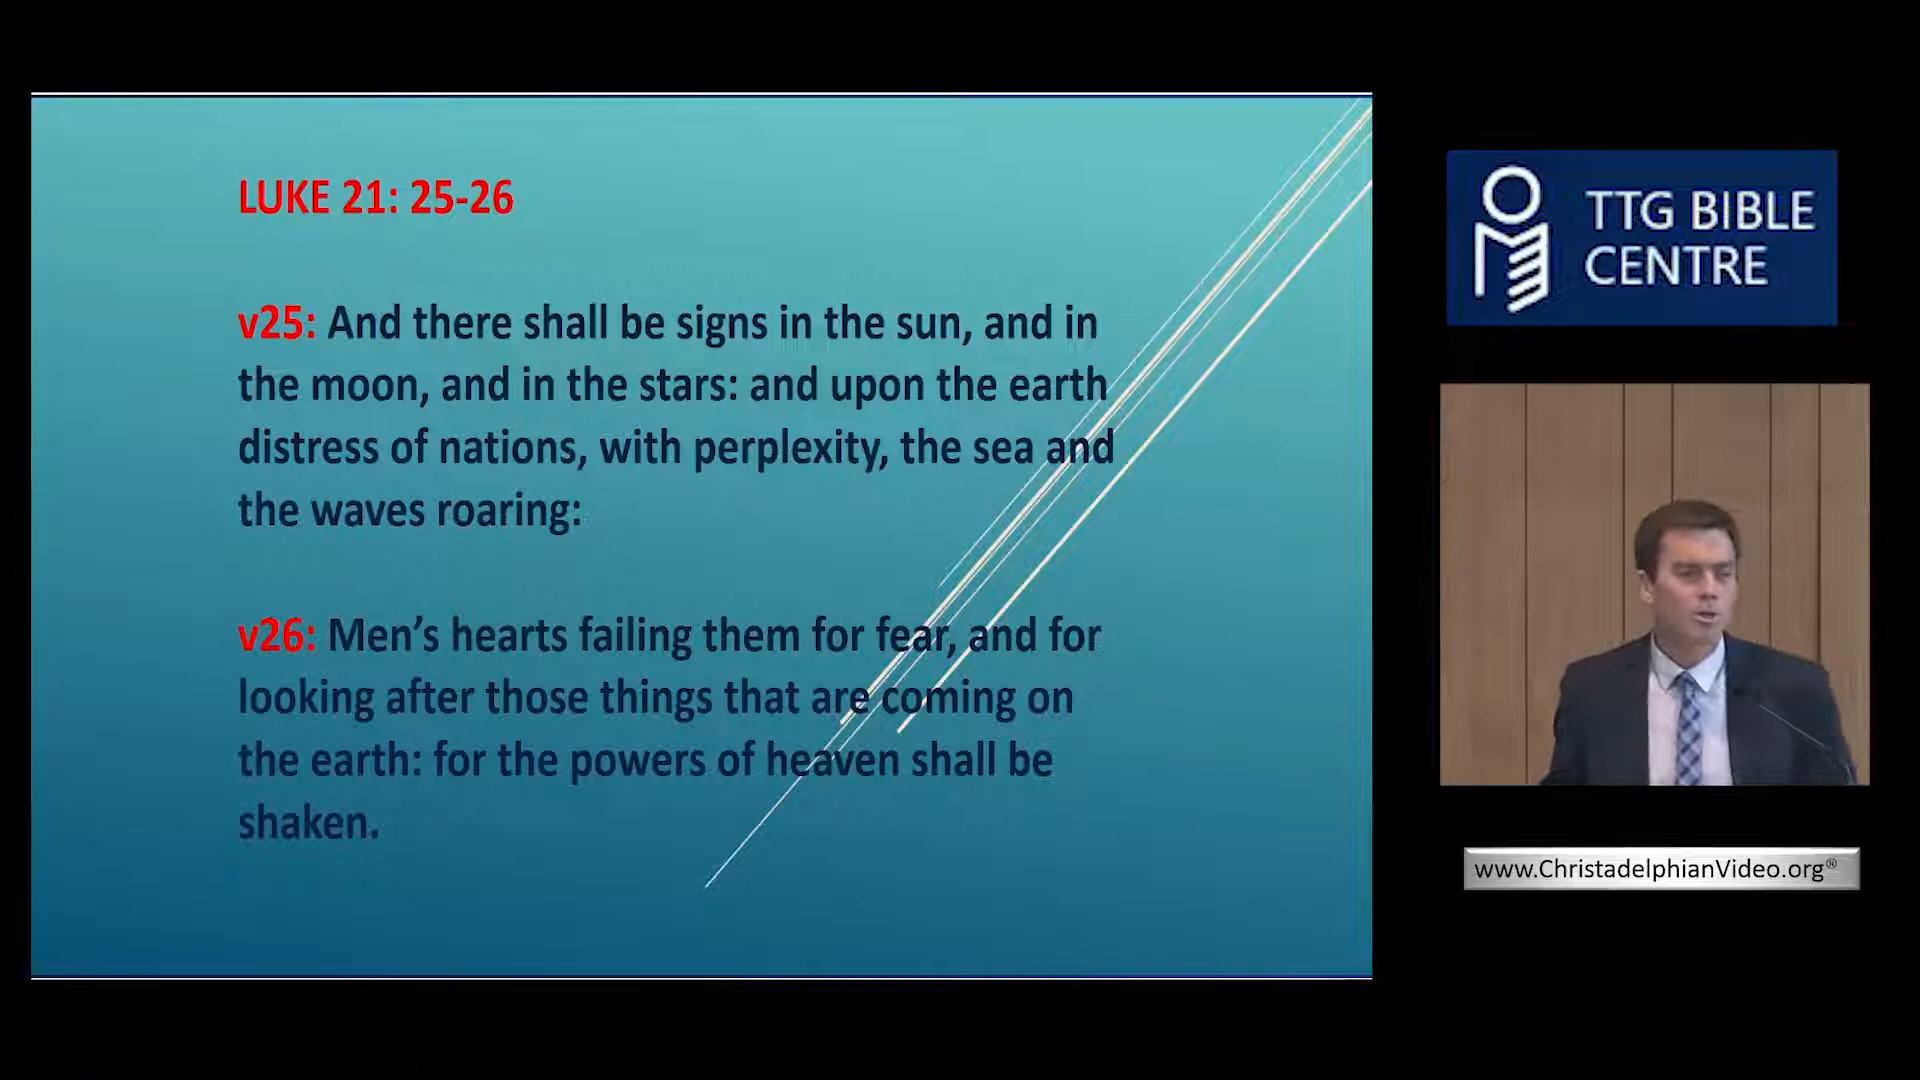 LUKE 21: 25-26
v25: And there shall be signs in the sun, and in
the moon, and in the stars: and upon the earth
distress of nations, with perplexity, the sea and
the waves roaring:
v26: Men’s hearts failing them for fear, and for
looking after those things that are coming on
the earth: for the powers of heaven shall be
shaken.
TTG BIBLE
CENTRE
www.ChristadelphianVideo.org®